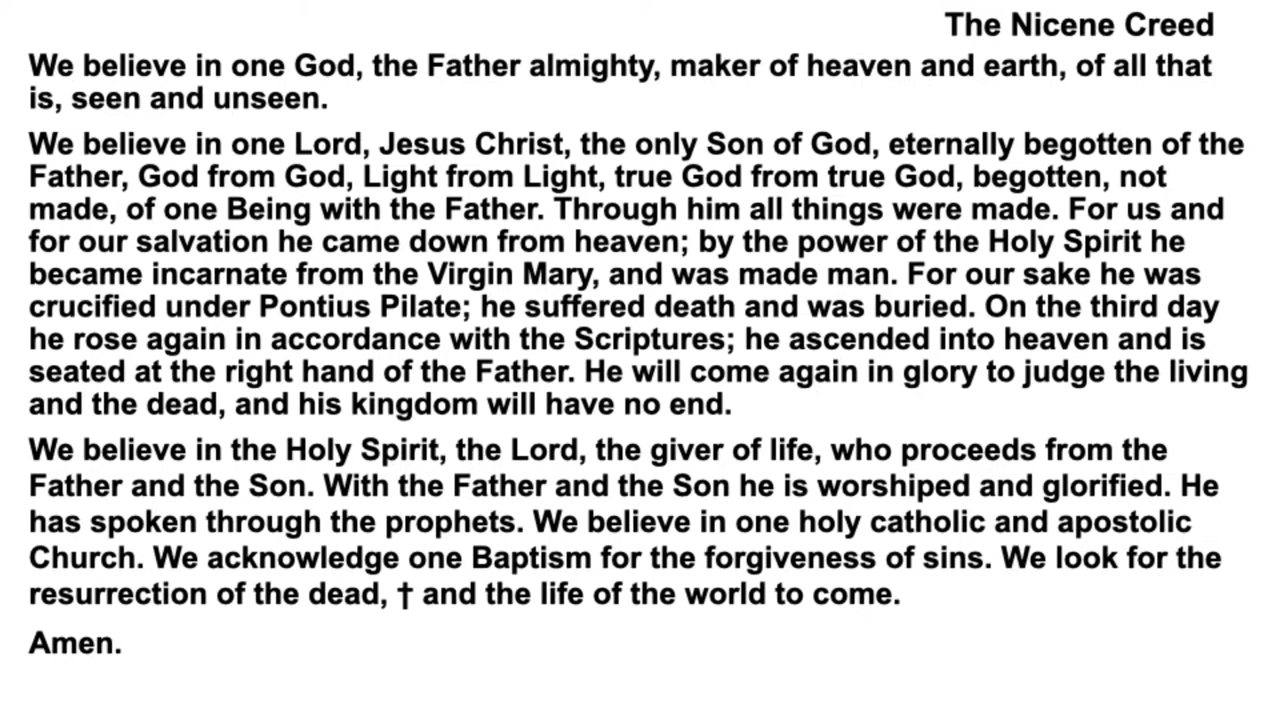 The Nicene Creed
We believe in one God, the Father almighty, maker of heaven and earth, of all that
is, seen and unseen.
We believe in one Lord, Jesus Christ, the only Son of God, eternally begotten of the
Father, God from God, Light from Light, true God from true God, begotten, not
made, of one Being with the Father. Through him all things were made. For us and
for our salvation he came down from heaven; by the power of the Holy Spirit he
became incarnate from the Virgin Mary, and was made man. For our sake he was
crucified under Pontius Pilate; he suffered death and was buried. On the third day
he rose again in accordance with the Scriptures; he ascended into heaven and is
seated at the right hand of the Father. He will come again in glory to judge the living
and the dead, and his kingdom will have no end.
We believe in the Holy Spirit, the Lord, the giver of life, who proceeds from the
Father and the Son. With the Father and the Son he is worshiped and glorified. He
has spoken through the prophets. We believe in one holy catholic and apostolic
Church. We acknowledge one Baptism for the forgiveness of sins. We look for the
resurrection of the dead, † and the life of the world to come.
Amen.